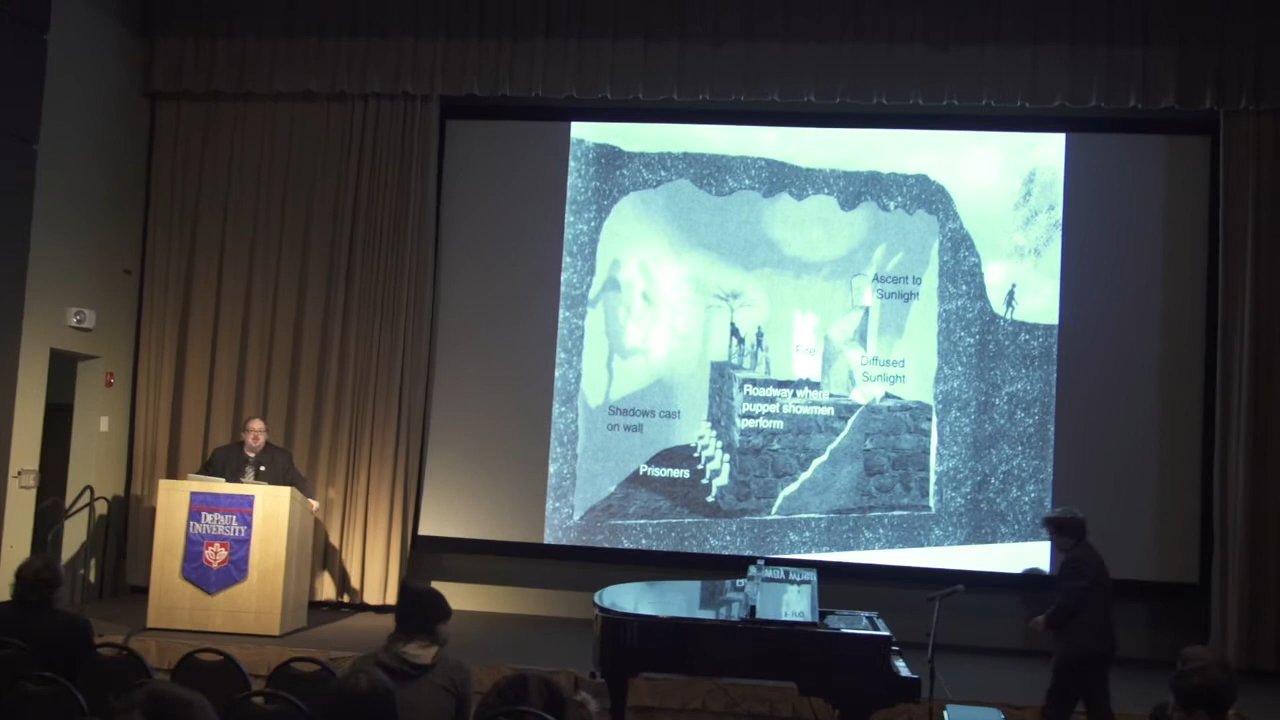 DEPAUL
UNIVERSITY
Ascent to
Sunlight
Fire
Diffused
Sunlight
Roadway where
puppet showmen
perform
Shadows cast
on wall
Prisoners